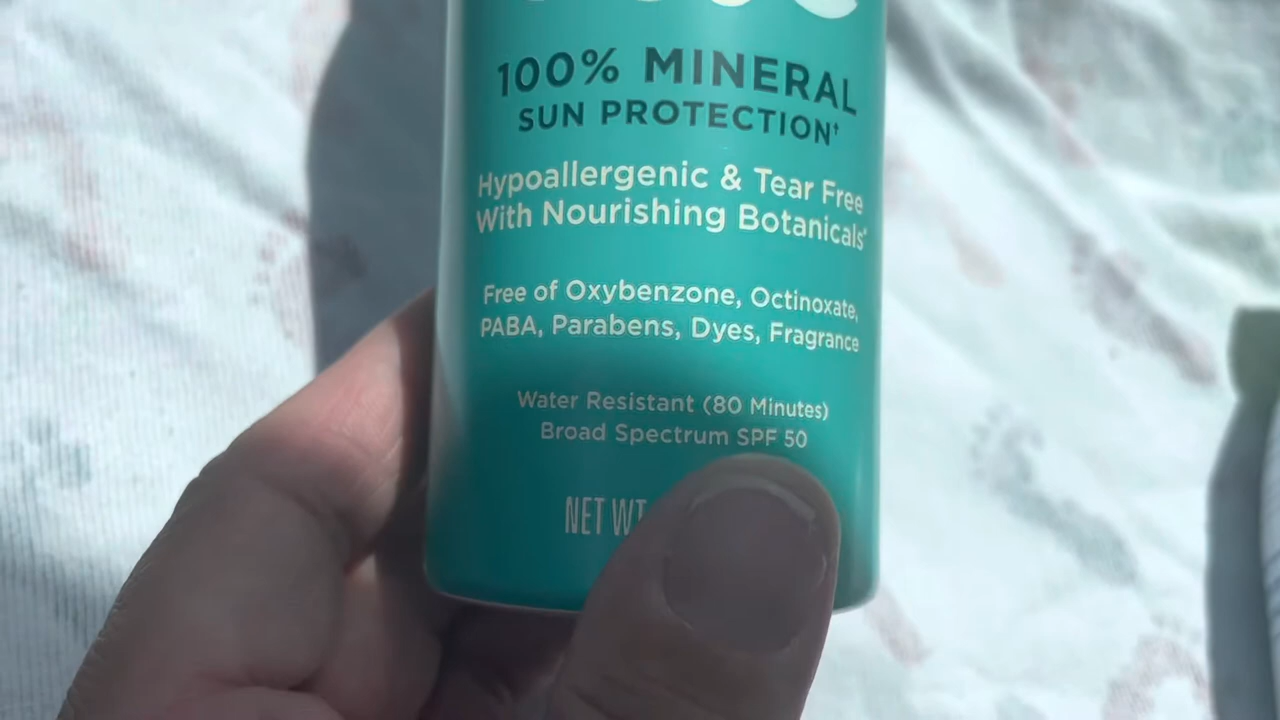 100% MINERAL
SUN PROTECTION†
Hypoallergenic & Tear Free
With Nourishing Botanicals*
Free of Oxybenzone, Octinoxate,
PABA, Parabens, Dyes, Fragrance
Water Resistant (80 Minutes)
Broad Spectrum SPF 50
NET WT